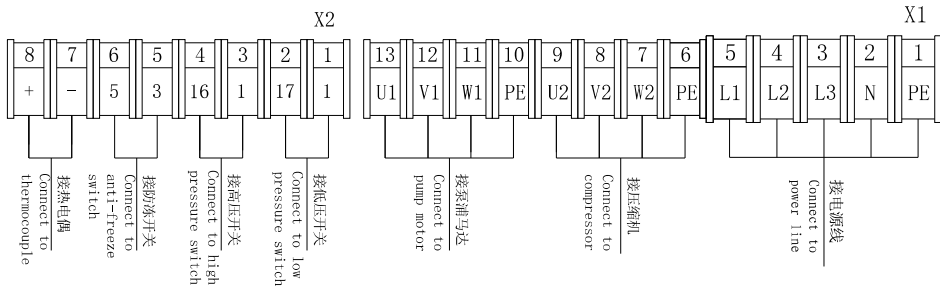 X2
X1
8 7 6 5 4 3 2 1
13 12 11 10 9 8 7 6 5 4 3 2 1
+ - 5 3 16 1 17 1
U1 V1 W1 PE U2 V2 W2 PE L1 L2 L3 N PE
接热电偶
Connect to
thermocouple
接防冻开关
Connect to
anti-freeze
switch
接高压开关
Connect to high
pressure switch
接低压开关
Connect to low
pressure switch
接泵浦马达
Connect to
pump motor
接压缩机
Connect to
compressor
接电源线
Connect to
power line